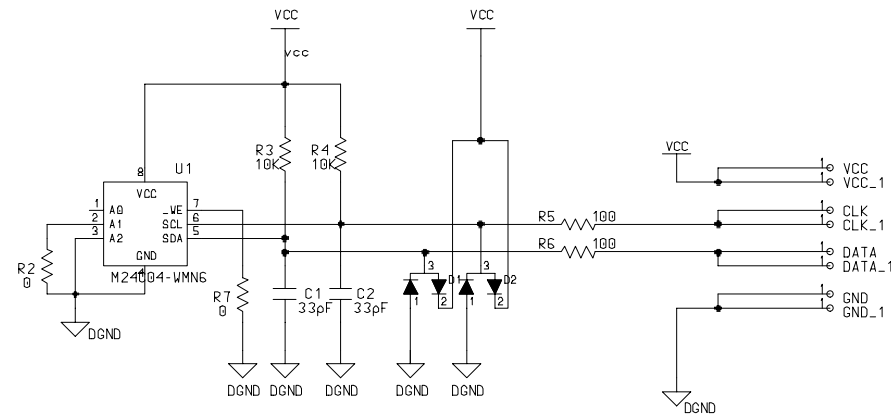 VCC
VCC
vcc
R3
10K
R4
10K
VCC
1
VCC
1
VCC_1
8
U1
VCC
1
A0
_WE
7
2
A1
SCL
6
3
A2
SDA
5
GND
4
M24C04-WMN6
1
CLK
1
CLK_1
R5
100
R6
100
1
DATA
1
DATA_1
R2
0
R7
0
C1
33pF
C2
33pF
3
D1
1
2
3
D2
1
2
1
GND
1
GND_1
DGND
DGND
DGND
DGND
DGND
DGND
DGND